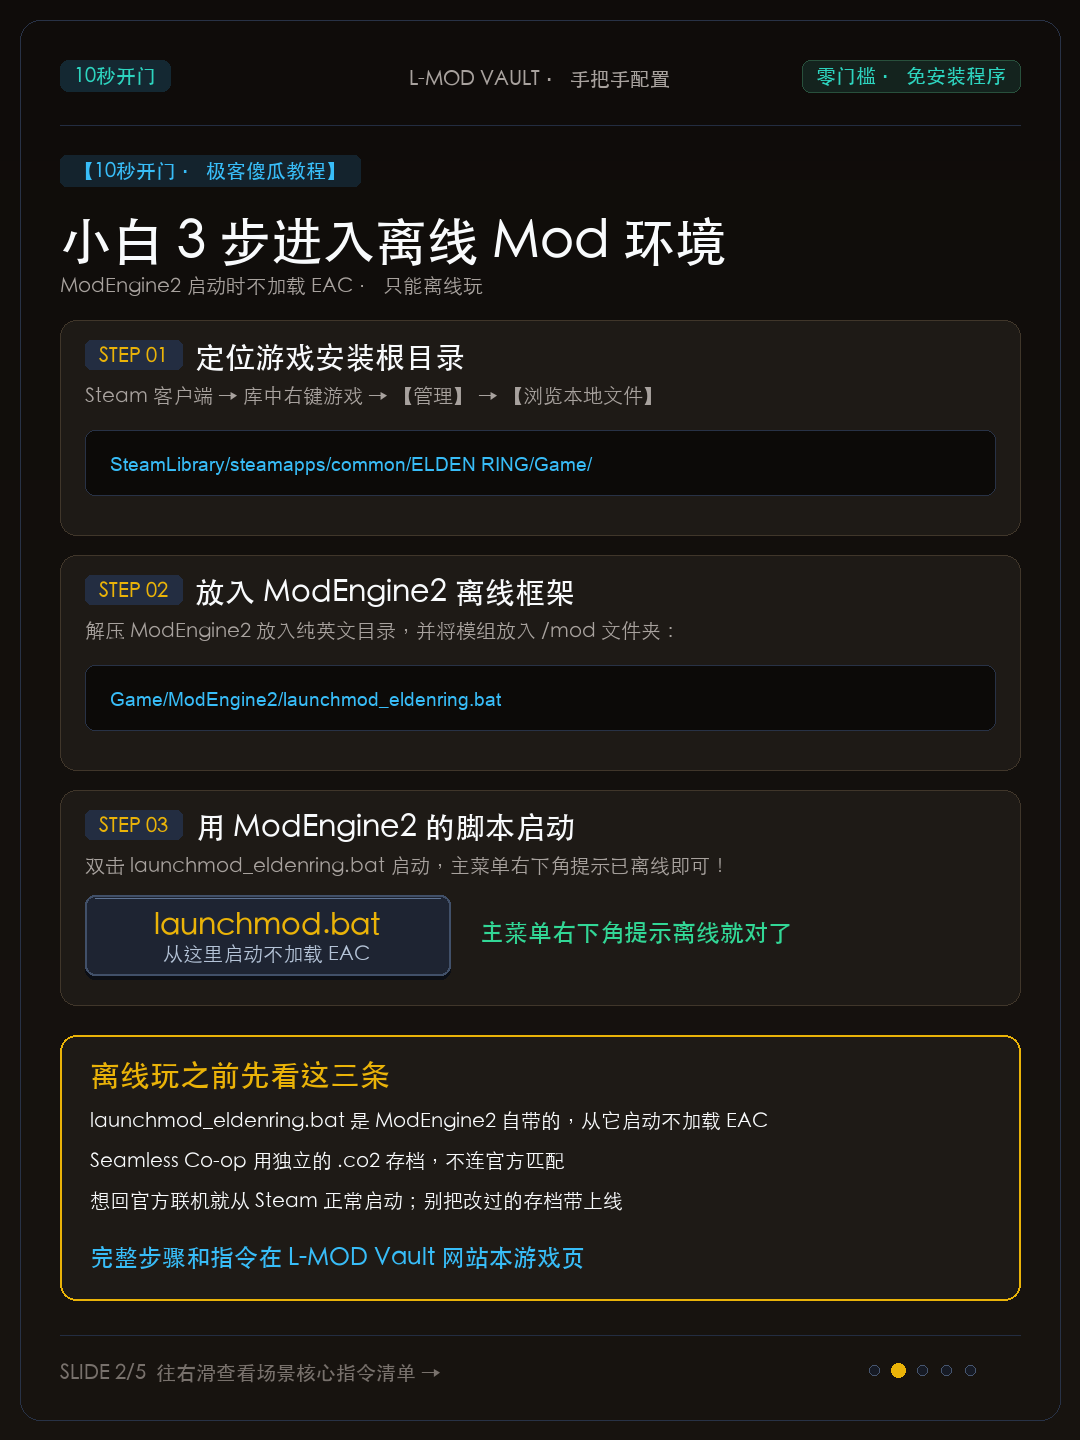 10秒开门
L-MOD VAULT · 手把手配置
零门槛 · 免安装程序
【10秒开门 · 极客傻瓜教程】
小白 3 步进入离线 Mod 环境
ModEngine2 启动时不加载 EAC · 只能离线玩
STEP 01 定位游戏安装根目录
Steam 客户端 → 库中右键游戏 → 【管理】 → 【浏览本地文件】
SteamLibrary/steamapps/common/ELDEN RING/Game/
STEP 02 放入 ModEngine2 离线框架
解压 ModEngine2 放入纯英文目录，并将模组放入 /mod 文件夹：
Game/ModEngine2/launchmod_eldenring.bat
STEP 03 用 ModEngine2 的脚本启动
双击 launchmod_eldenring.bat 启动，主菜单右下角提示已离线即可！
launchmod.bat
从这里启动不加载 EAC
主菜单右下角提示离线就对了
离线玩之前先看这三条
launchmod_eldenring.bat 是 ModEngine2 自带的，从它启动不加载 EAC
Seamless Co-op 用独立的 .co2 存档，不连官方匹配
想回官方联机就从 Steam 正常启动；别把改过的存档带上线
完整步骤和指令在 L-MOD Vault 网站本游戏页
SLIDE 2/5 往右滑查看场景核心指令清单 →